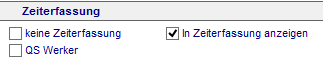 Zeiterfassung
keine Zeiterfassung In Zeiterfassung anzeigen
QS Werker